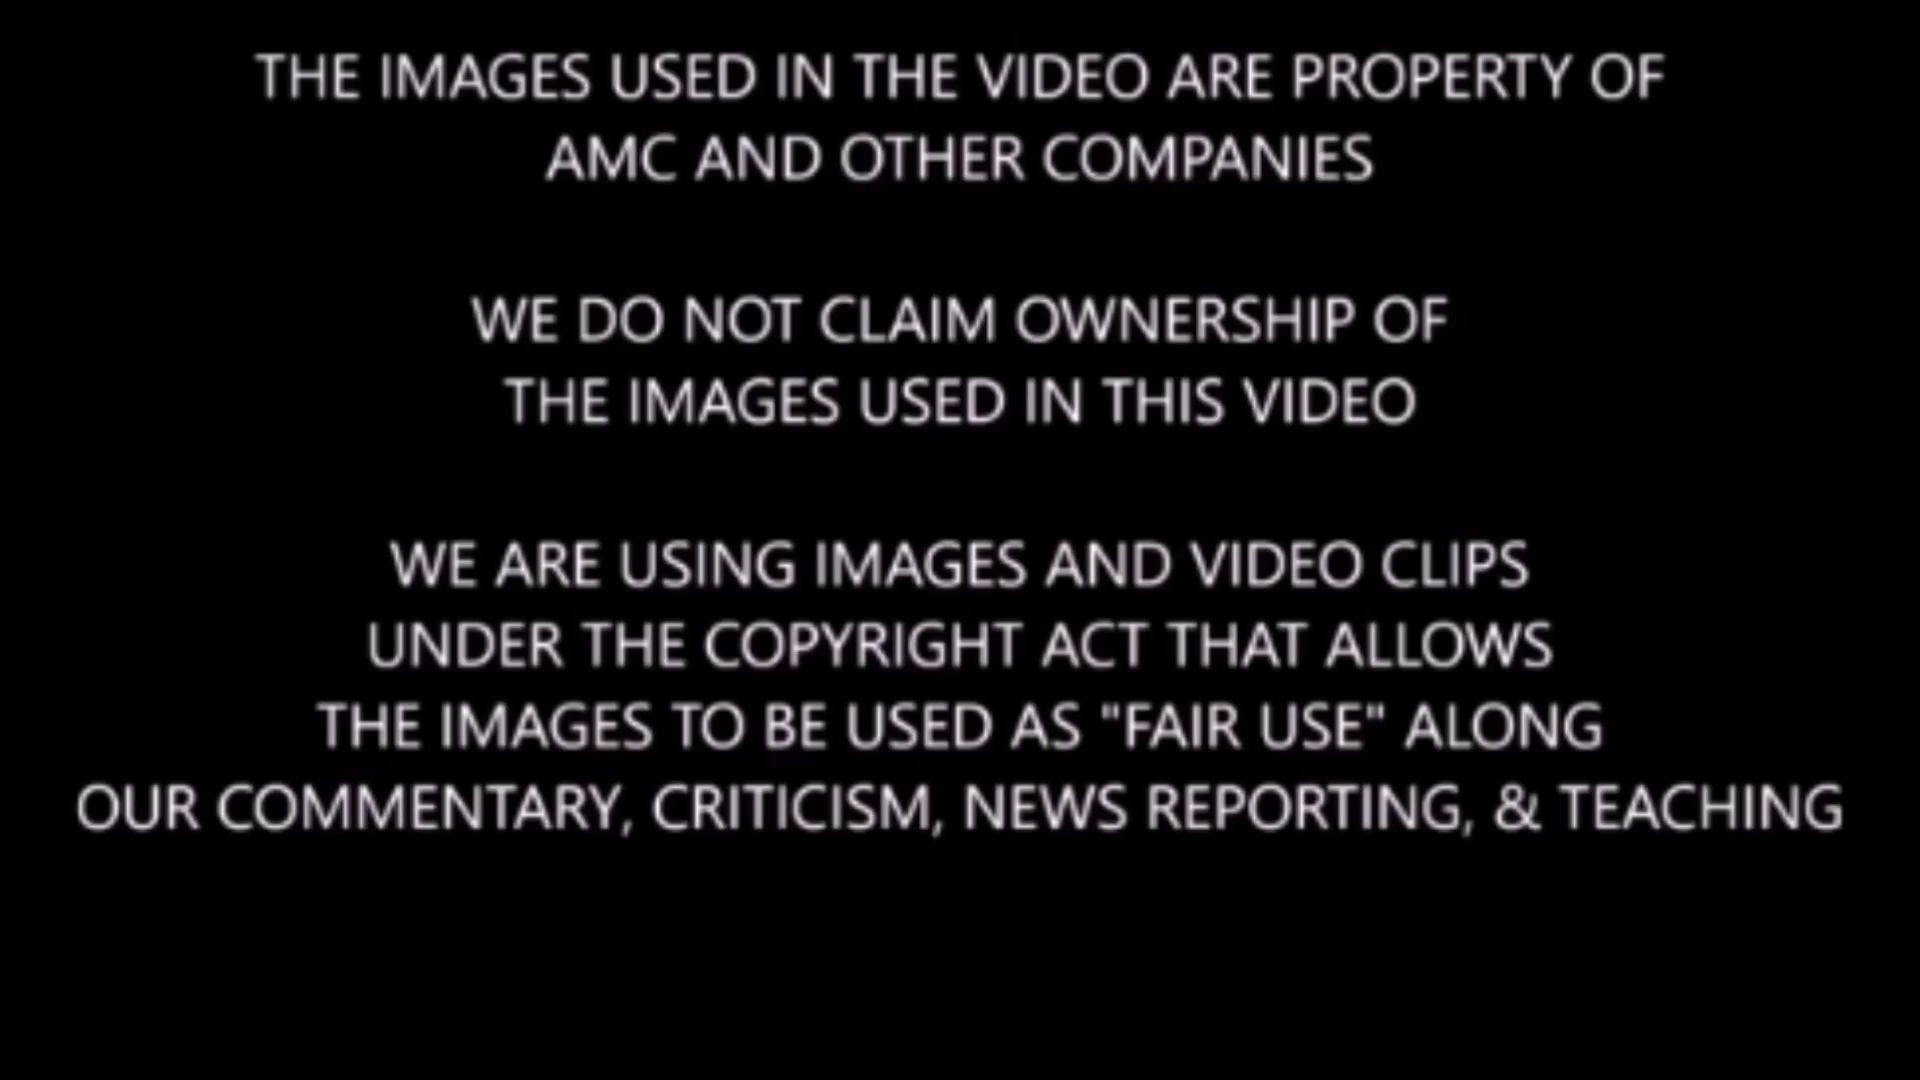 THE IMAGES USED IN THE VIDEO ARE PROPERTY OF
AMC AND OTHER COMPANIES
WE DO NOT CLAIM OWNERSHIP OF
THE IMAGES USED IN THIS VIDEO
WE ARE USING IMAGES AND VIDEO CLIPS
UNDER THE COPYRIGHT ACT THAT ALLOWS
THE IMAGES TO BE USED AS "FAIR USE" ALONG
OUR COMMENTARY, CRITICISM, NEWS REPORTING, & TEACHING